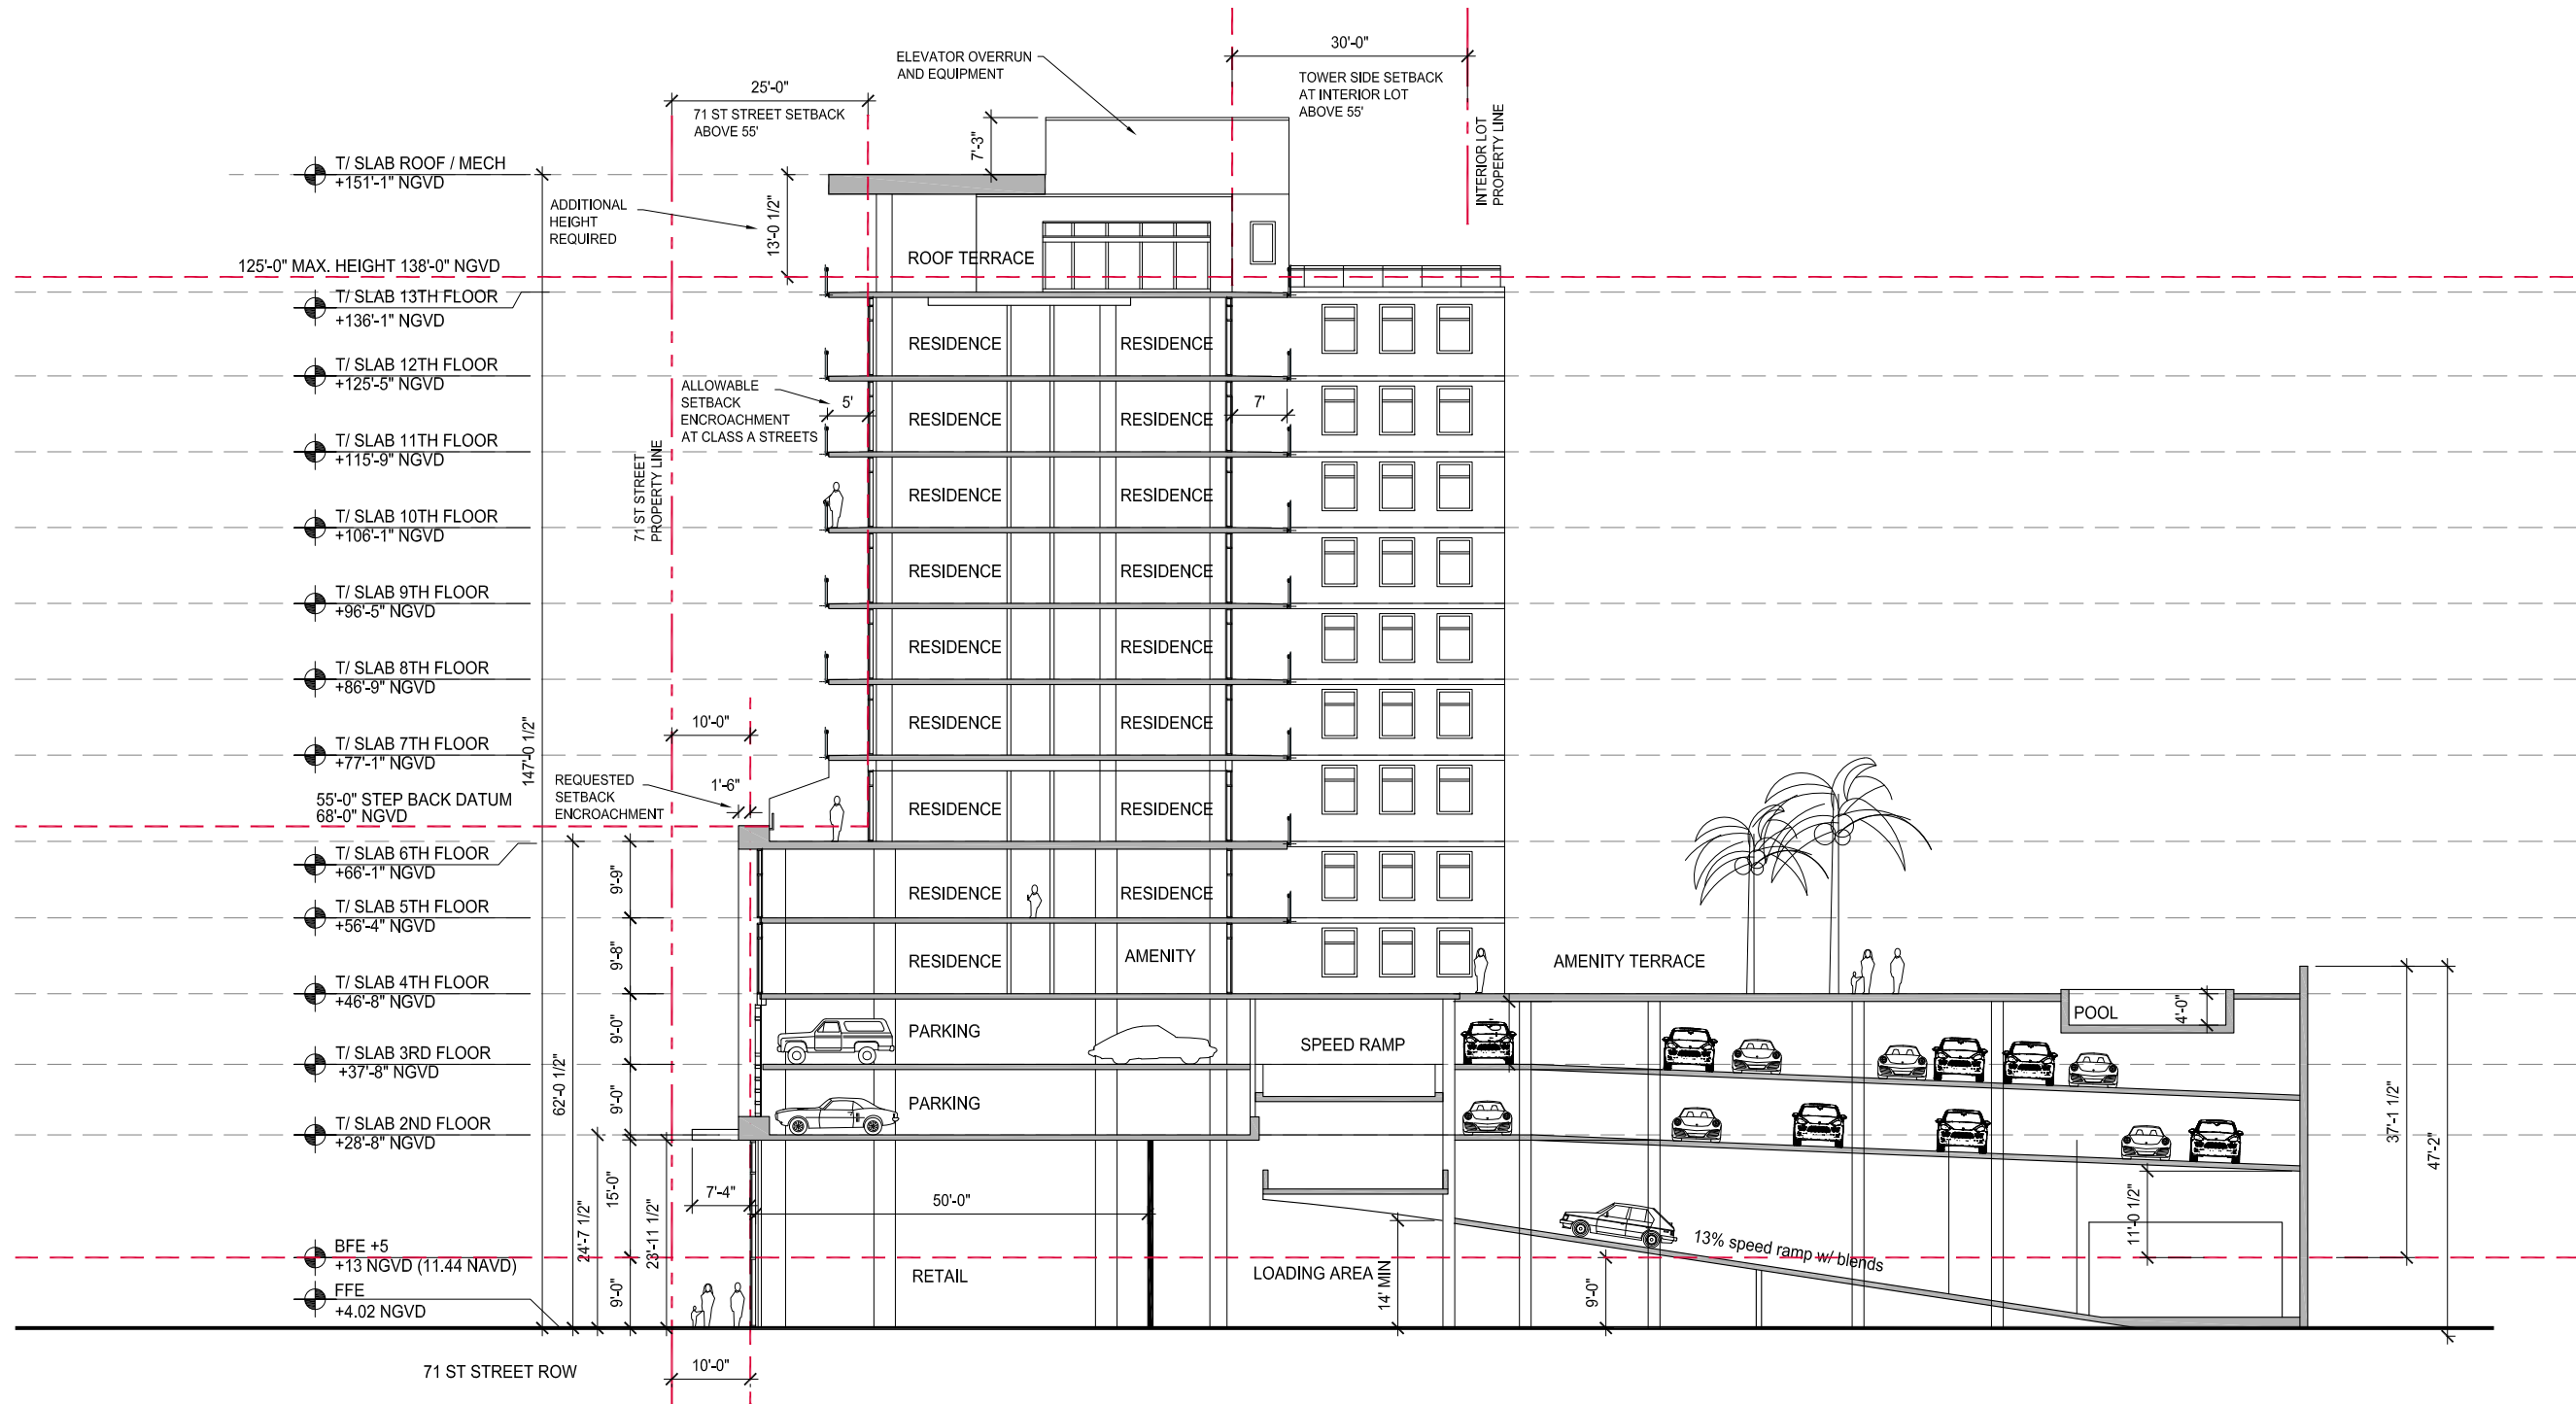 ELEVATOR OVERRUN
AND EQUIPMENT
30'-0"
TOWER SIDE SETBACK
AT INTERIOR LOT
ABOVE 55'
INTERIOR LOT
PROPERTY LINE
25'-0"
71 ST STREET SETBACK
ABOVE 55'
7'-3"
T/ SLAB ROOF / MECH
+151'-1" NGVD
ADDITIONAL
HEIGHT
REQUIRED
13'-0 1/2"
ROOF TERRACE
125'-0" MAX. HEIGHT 138'-0" NGVD
T/ SLAB 13TH FLOOR
+136'-1" NGVD
RESIDENCE
RESIDENCE
T/ SLAB 12TH FLOOR
+125'-5" NGVD
ALLOWABLE
SETBACK
ENCROACHMENT
AT CLASS A STREETS
5'
7'
RESIDENCE
RESIDENCE
T/ SLAB 11TH FLOOR
+115'-9" NGVD
71 ST STREET
PROPERTY LINE
RESIDENCE
RESIDENCE
T/ SLAB 10TH FLOOR
+106'-1" NGVD
RESIDENCE
RESIDENCE
T/ SLAB 9TH FLOOR
+96'-5" NGVD
RESIDENCE
RESIDENCE
T/ SLAB 8TH FLOOR
+86'-9" NGVD
RESIDENCE
RESIDENCE
10'-0"
T/ SLAB 7TH FLOOR
+77'-1" NGVD
147'-0 1/2"
REQUESTED
SETBACK
ENCROACHMENT
1'-6"
RESIDENCE
RESIDENCE
55'-0" STEP BACK DATUM
68'-0" NGVD
T/ SLAB 6TH FLOOR
+66'-1" NGVD
9'-9"
RESIDENCE
RESIDENCE
T/ SLAB 5TH FLOOR
+56'-4" NGVD
9'-8"
RESIDENCE
AMENITY
AMENITY TERRACE
T/ SLAB 4TH FLOOR
+46'-8" NGVD
9'-0"
PARKING
SPEED RAMP
POOL
4'-0"
T/ SLAB 3RD FLOOR
+37'-8" NGVD
62'-0 1/2"
9'-0"
PARKING
37'-1 1/2"
47'-2"
T/ SLAB 2ND FLOOR
+28'-8" NGVD
24'-7 1/2"
15'-0"
23'-11 1/2"
7'-4"
50'-0"
11'-0 1/2"
13% speed ramp w/ blends
BFE +5
+13 NGVD (11.44 NAVD)
FFE
+4.02 NGVD
9'-0"
RETAIL
LOADING AREA
14' MIN
9'-0"
71 ST STREET ROW
10'-0"